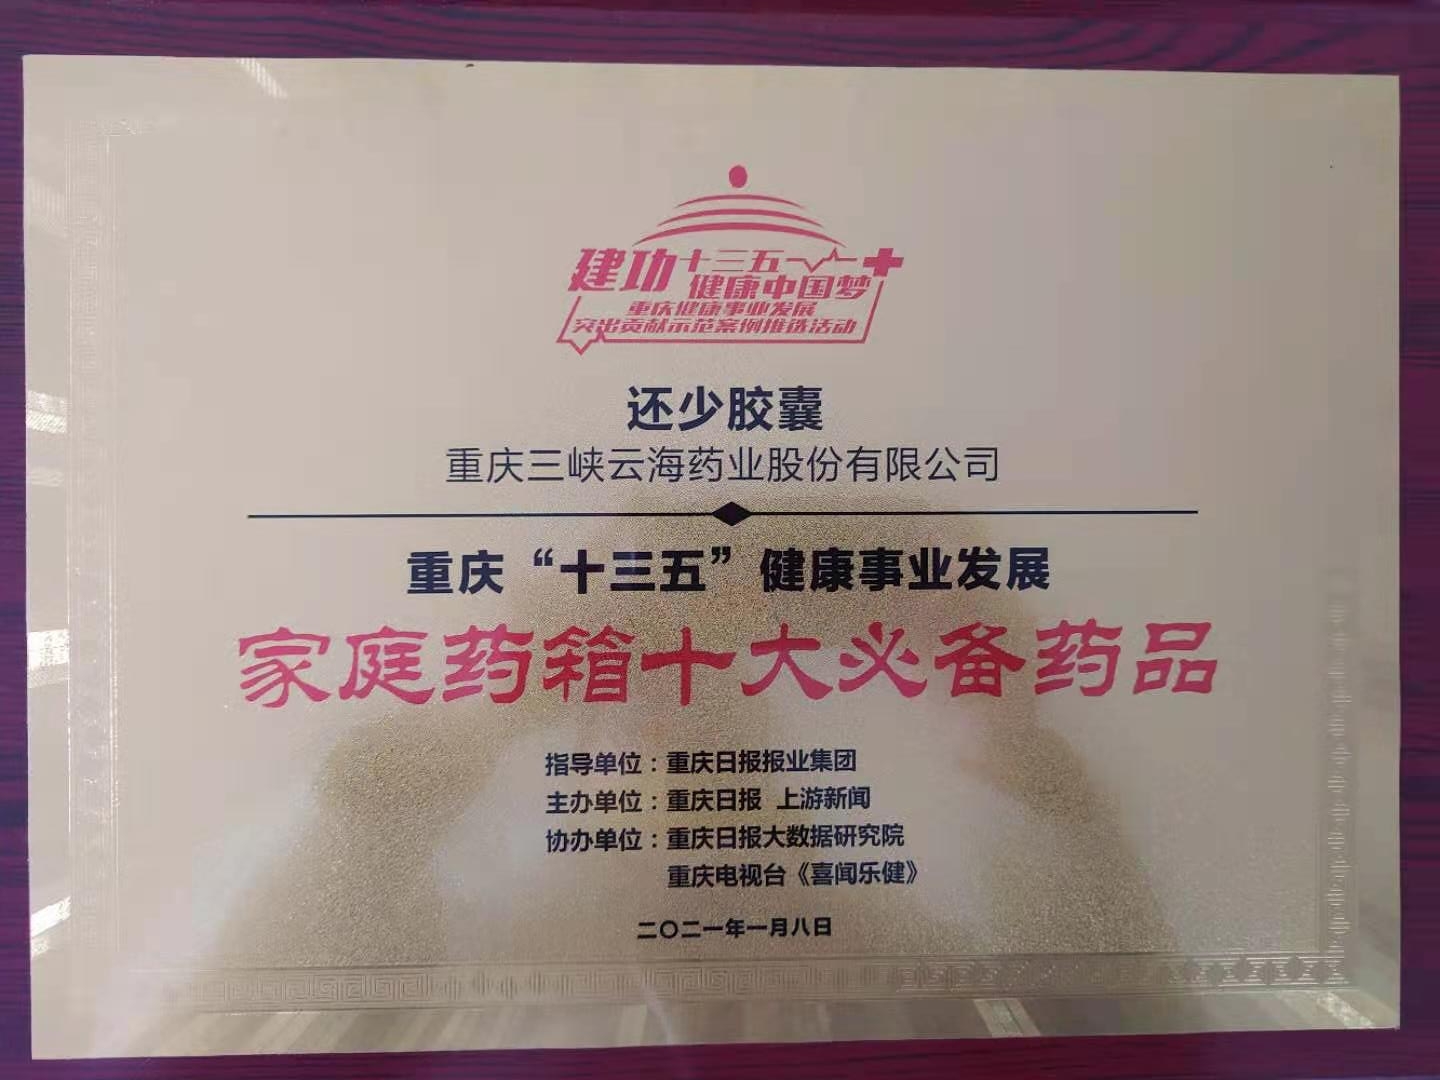 建功十三五
健康中国梦
重庆健康事业发展
突出贡献示范案例推选活动
还少胶囊
重庆三峡云海药业股份有限公司
重庆“十三五”健康事业发展
家庭药箱十大必备药品
指导单位：重庆日报报业集团
主办单位：重庆日报 上游新闻
协办单位：重庆日报大数据研究院
重庆电视台《喜闻乐健》
二〇二一年一月八日